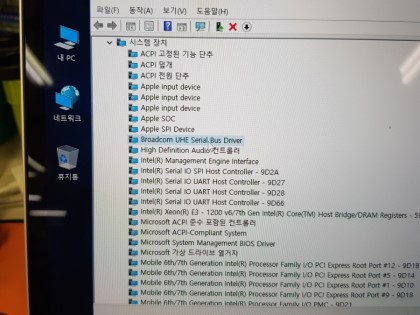 파일(F) 동작(A) 보기(V) 도움말(H)
내 PC
네트워크
휴지통
시스템 장치
ACPI 고정된 기능 단추
ACPI 덮개
ACPI 전원 단추
Apple input device
Apple input device
Apple input device
Apple SOC
Apple SPI Device
Broadcom UHE Serial Bus Driver
High Definition Audio 컨트롤러
Intel(R) Management Engine Interface
Intel(R) Serial IO SPI Host Controller - 9D2A
Intel(R) Serial IO UART Host Controller - 9D27
Intel(R) Serial IO UART Host Controller - 9D28
Intel(R) Serial IO UART Host Controller - 9D66
Intel(R) Xeon(R) E3 - 1200 v6/7th Gen Intel(R) Core(TM) Host Bridge/DRAM Registers -
Microsoft ACPI 준수 포함된 컨트롤러
Microsoft ACPI-Compliant System
Microsoft System Management BIOS Driver
Microsoft 가상 드라이브 열거자
Mobile 6th/7th Generation Intel(R) Processor Family I/O PCI Express Root Port #12 - 9D18
Mobile 6th/7th Generation Intel(R) Processor Family I/O PCI Express Root Port #5 - 9D14
Mobile 6th/7th Generation Intel(R) Processor Family I/O PCI Express Root Port #1 - 9D10
Mobile 6th/7th Generation Intel(R) Processor Family I/O PCI Express Root Port #9 - 9D18
Mobile 6th/7th Generation Intel(R) Processor Family I/O PMC - 9D21